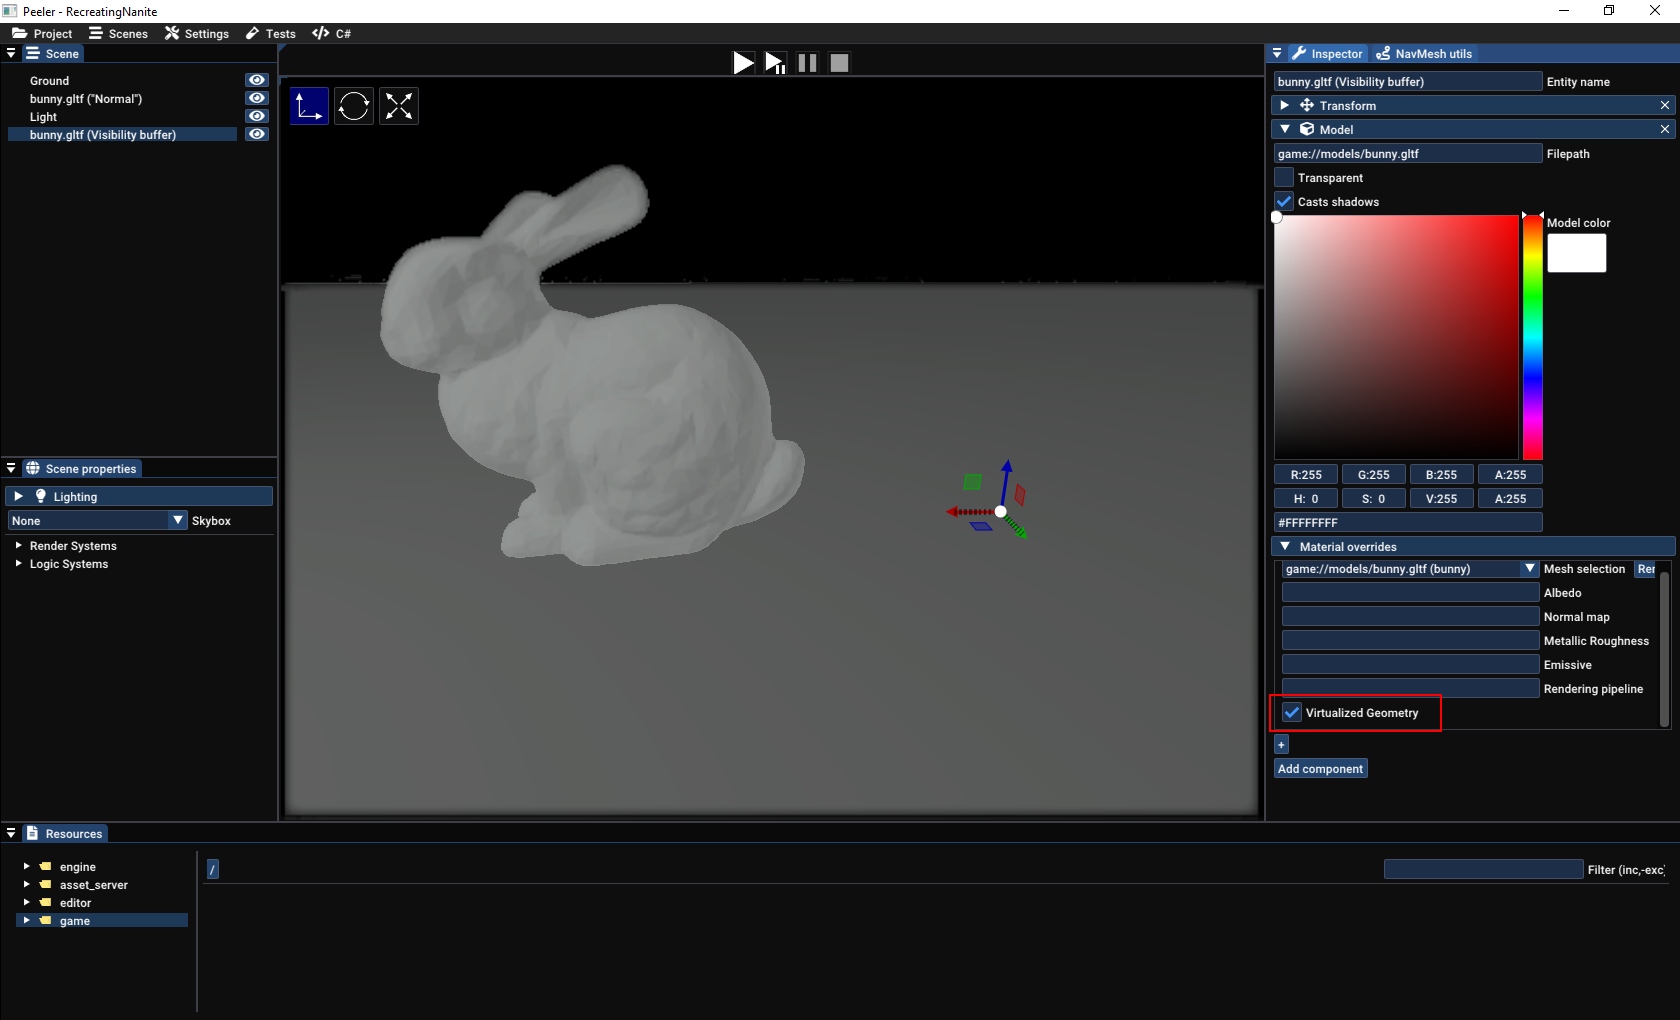 Peeler - RecreatingNanite
Project Scenes Settings Tests C#
Scene
Ground
bunny.gltf ("Normal")
Light
bunny.gltf (Visibility buffer)
Scene properties
Lighting
None Skybox
Render Systems
Logic Systems
Inspector NavMesh utils
bunny.gltf (Visibility buffer) Entity name
Transform
Model
game://models/bunny.gltf Filepath
Transparent
Casts shadows
Model color
R:255 G:255 B:255 A:255
H: 0 S: 0 V:255 A:255
#FFFFFFFF
Material overrides
game://models/bunny.gltf (bunny) Mesh selection Rer
Albedo
Normal map
Metallic Roughness
Emissive
Rendering pipeline
Virtualized Geometry
+
Add component
Resources
engine
asset_server
editor
game
/
Filter (inc,-exc)